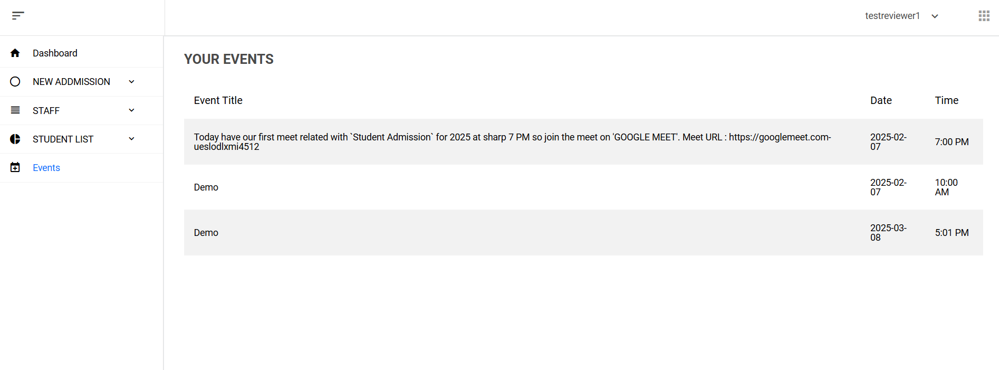 testreviewer1
Dashboard
NEW ADDMISSION
STAFF
STUDENT LIST
Events
YOUR EVENTS
Event Title Date Time
Today have our first meet related with `Student Admission` for 2025 at sharp 7 PM so join the meet on 'GOOGLE MEET'. Meet URL : https://googlemeet.com-
ueslodlxmi4512
2025-02-
07
7:00 PM
Demo
2025-02-
07
10:00
AM
Demo
2025-03-
08
5:01 PM